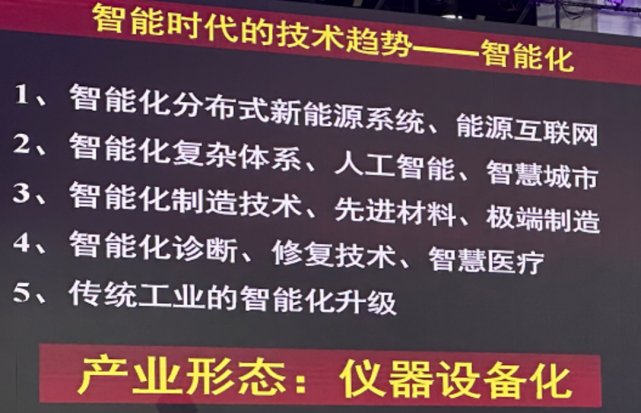 智能时代的技术趋势——智能化
1、智能化分布式新能源系统、能源互联网
2、智能化复杂体系、人工智能、智慧城市
3、智能化制造技术、先进材料、极端制造
4、智能化诊断、修复技术、智慧医疗
5、传统工业的智能化升级
产业形态：仪器设备化